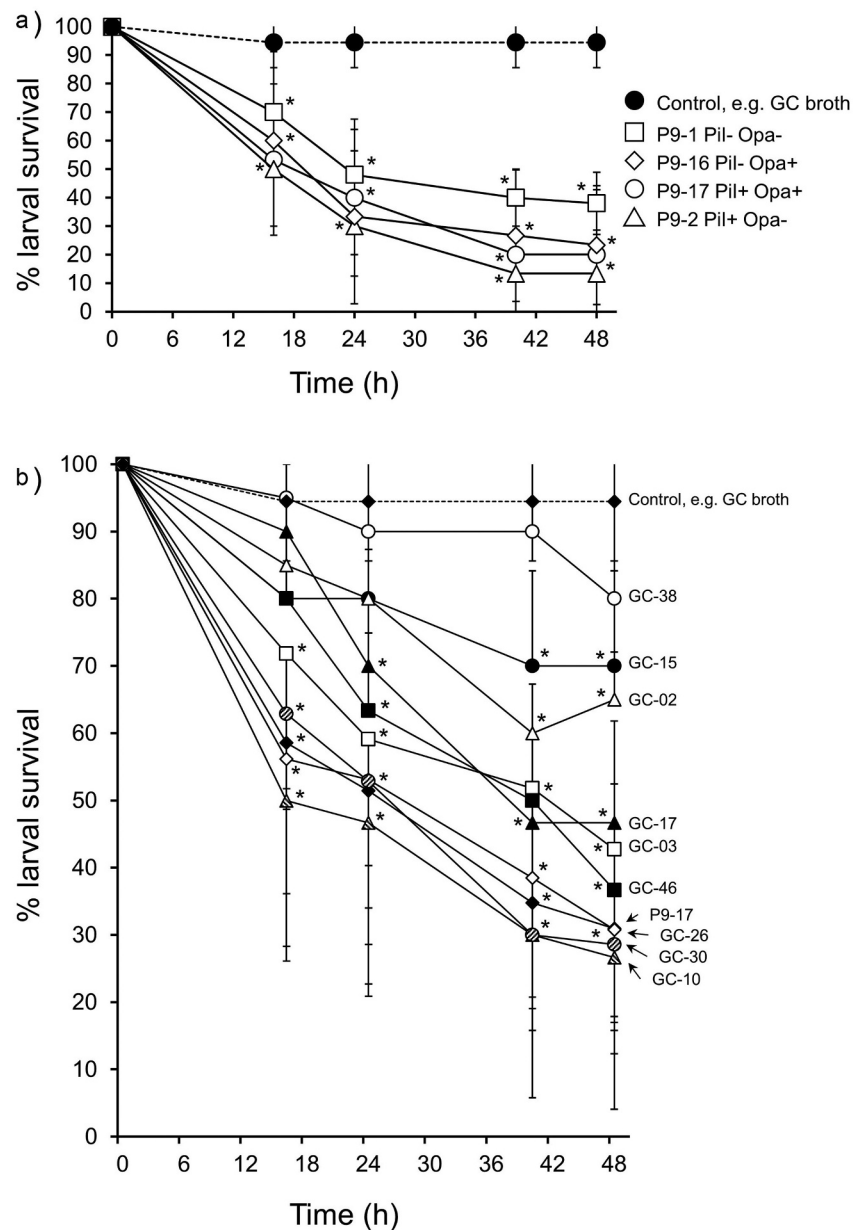 a)
100
90
80
70
60
50
40
30
20
10
0
% larval survival
0 6 12 18 24 30 36 42 48
Time (h)
Control, e.g. GC broth
P9-1 Pil- Opa-
P9-16 Pil- Opa+
P9-17 Pil+ Opa+
P9-2 Pil+ Opa-
* * * * * * * * * * * * * *
b)
100
90
80
70
60
50
40
30
20
10
0
% larval survival
0 6 12 18 24 30 36 42 48
Time (h)
Control, e.g. GC broth
GC-38
GC-15
GC-02
GC-17
GC-03
GC-46
P9-17
GC-26
GC-30
GC-10